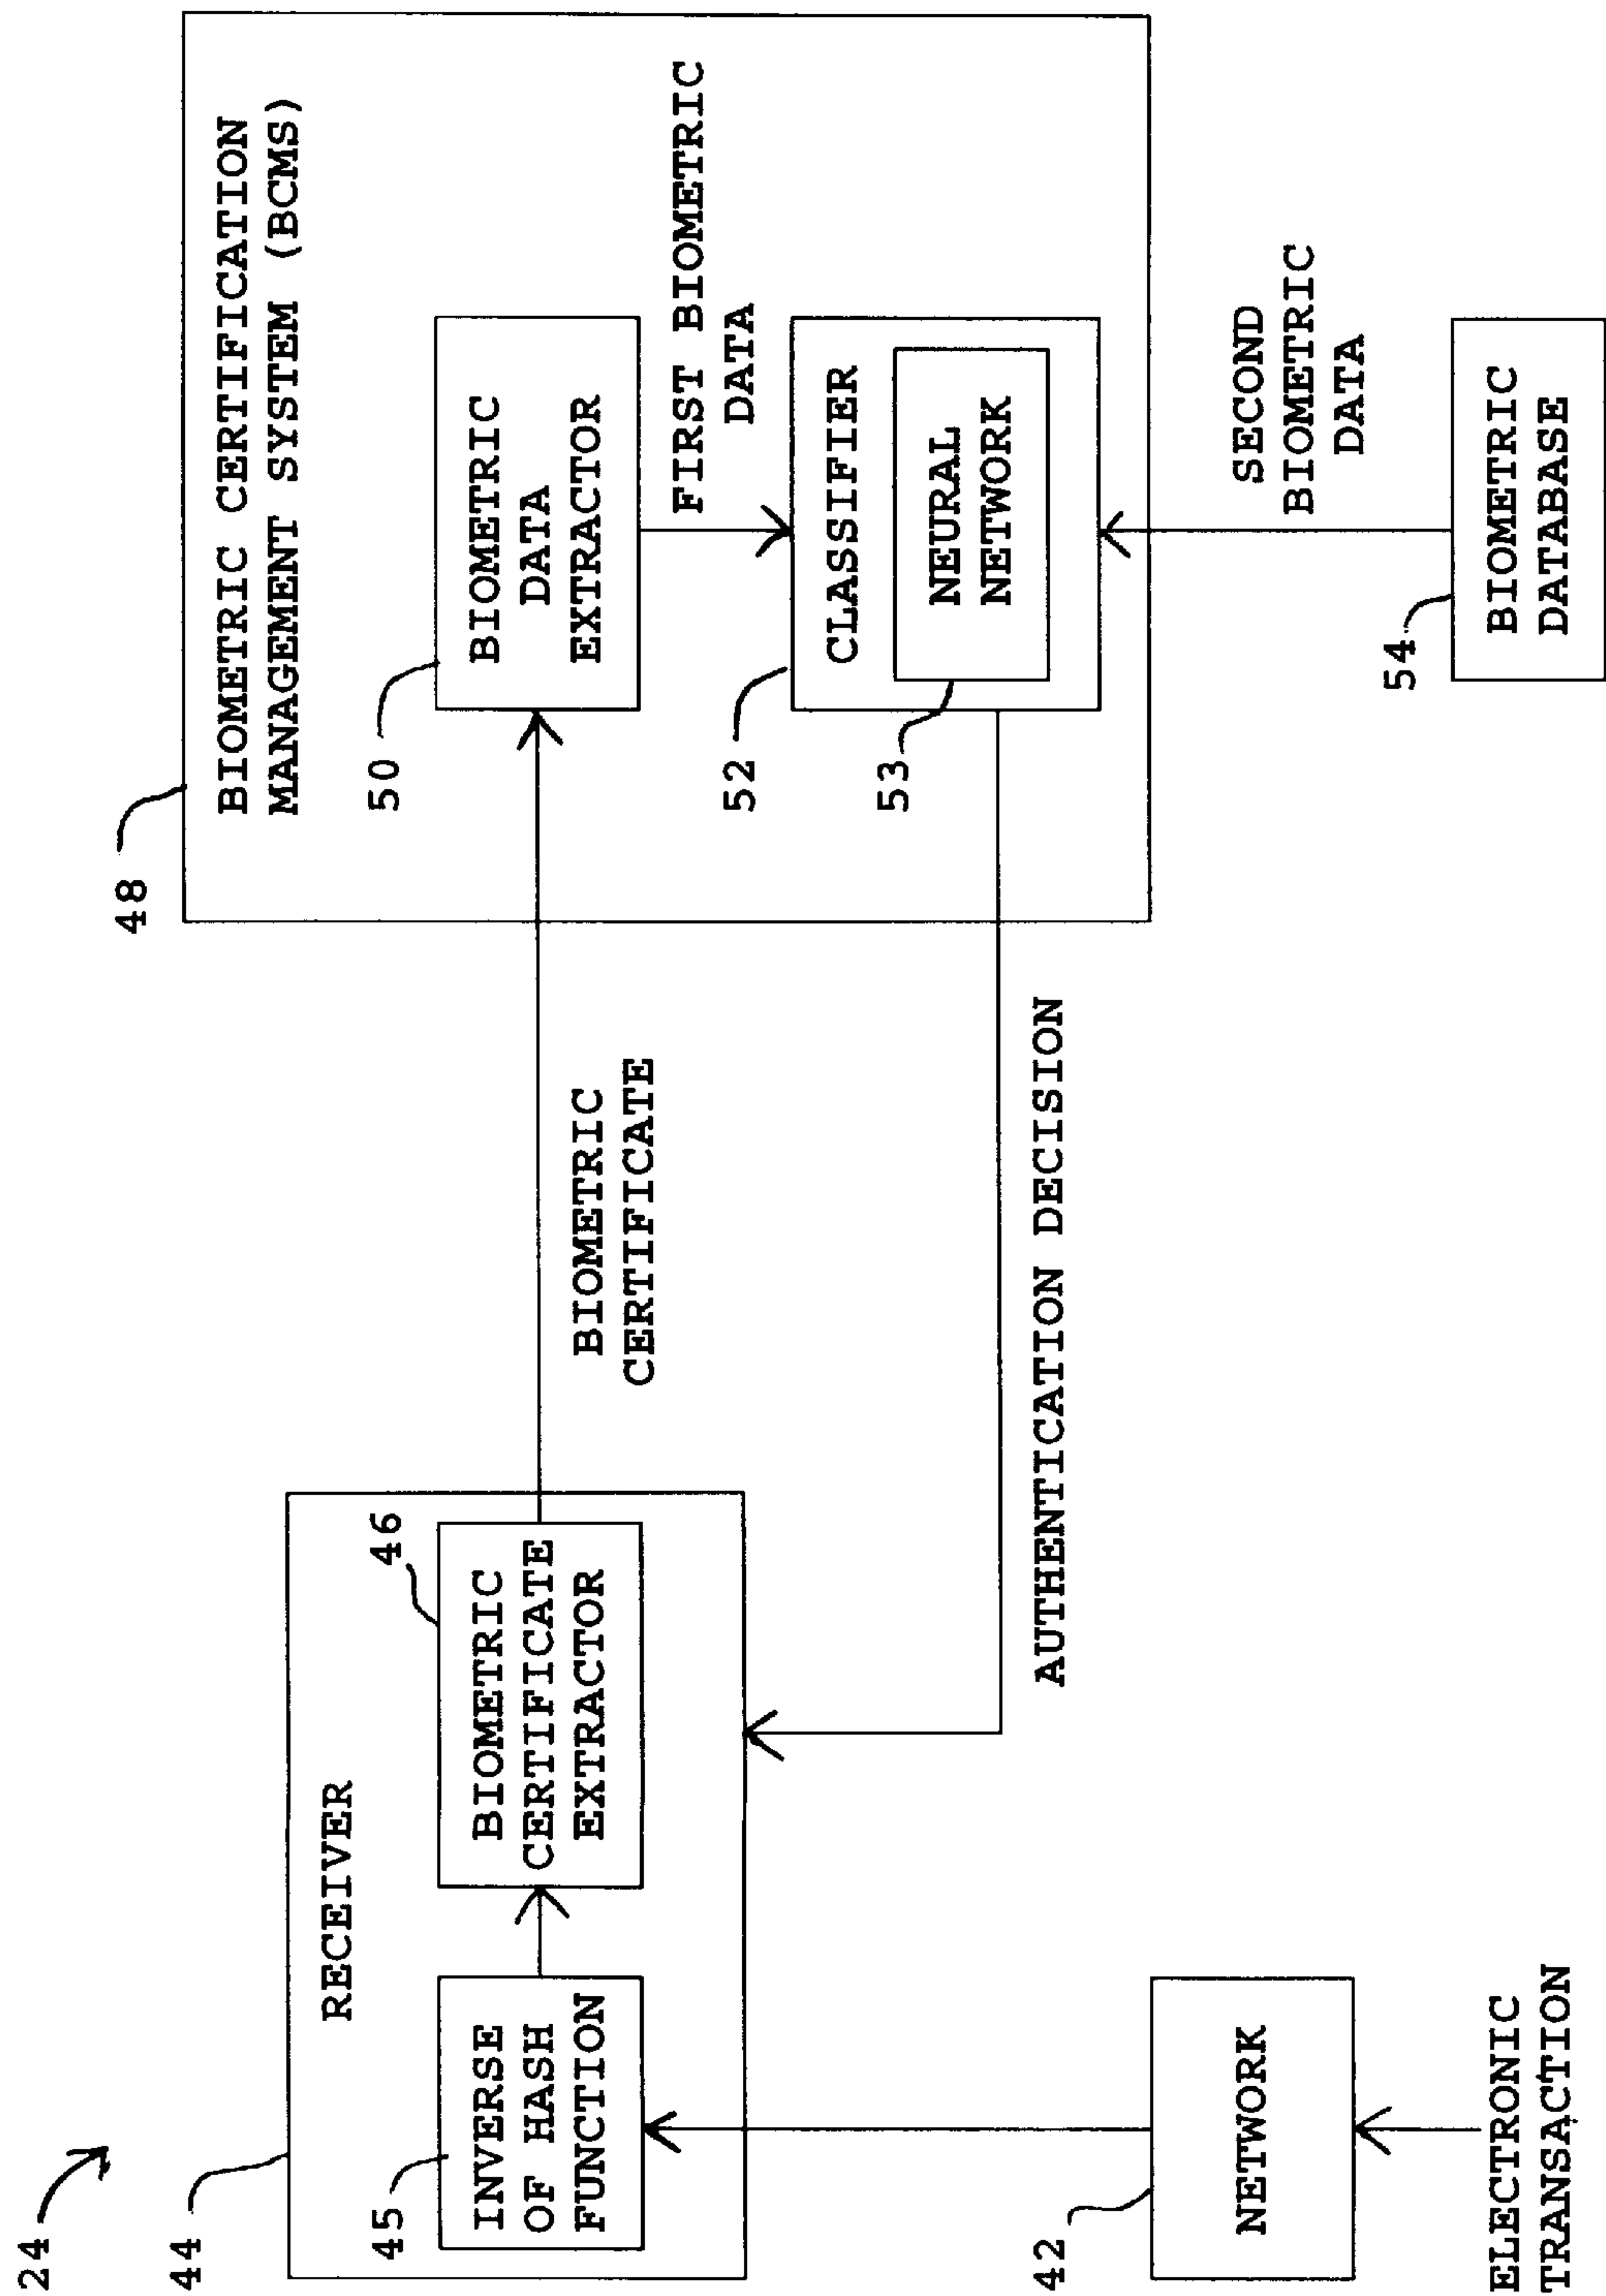 24
44
RECEIVER
45
INVERSE
OF HASH
FUNCTION
46
BIOMETRIC
CERTIFICATE
EXTRACTOR
42
NETWORK
ELECTRONIC
TRANSACTION
BIOMETRIC
CERTIFICATE
AUTHENTICATION DECISION
48
BIOMETRIC CERTIFICATION
MANAGEMENT SYSTEM (BCMS)
50
BIOMETRIC
DATA
EXTRACTOR
FIRST BIOMETRIC
DATA
52
CLASSIFIER
53
NEURAL
NETWORK
SECOND
BIOMETRIC
DATA
54
BIOMETRIC
DATABASE